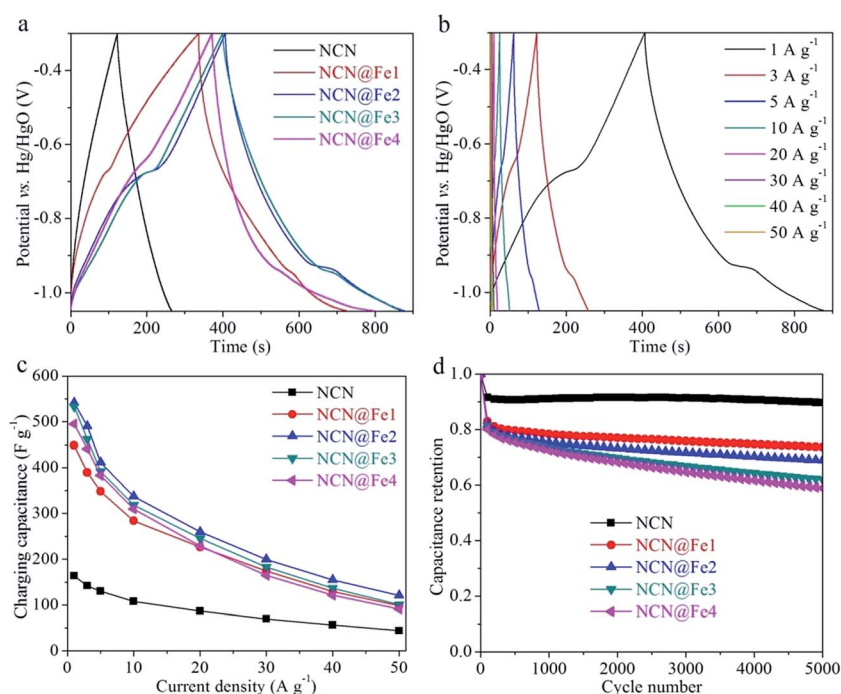 a
-0.4
-0.6
-0.8
-1.0
Potential vs. Hg/HgO (V)
NCN
NCN@Fe1
NCN@Fe2
NCN@Fe3
NCN@Fe4
0 200 400 600 800
Time (s)
b
-0.4
-0.6
-0.8
-1.0
Potential vs. Hg/HgO (V)
1 A g⁻¹
3 A g⁻¹
5 A g⁻¹
10 A g⁻¹
20 A g⁻¹
30 A g⁻¹
40 A g⁻¹
50 A g⁻¹
0 200 400 600 800
Time (s)
c
600
500
400
300
200
100
0
Charging capacitance (F g⁻¹)
NCN
NCN@Fe1
NCN@Fe2
NCN@Fe3
NCN@Fe4
0 10 20 30 40 50
Current density (A g⁻¹)
d
1.0
0.8
0.6
0.4
0.2
0.0
Capacitance retention
NCN
NCN@Fe1
NCN@Fe2
NCN@Fe3
NCN@Fe4
0 1000 2000 3000 4000 5000
Cycle number